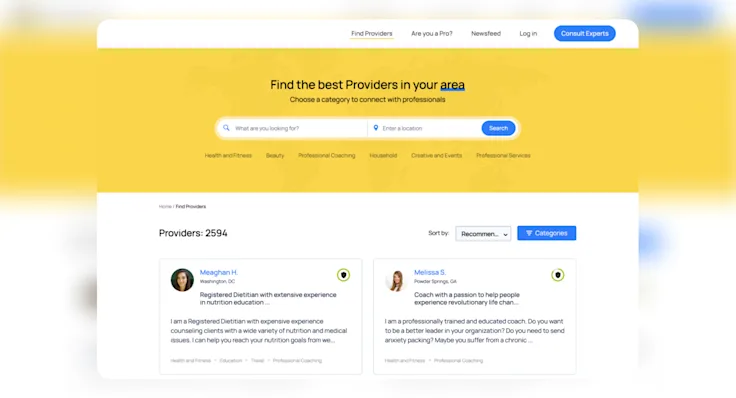 Find Providers Are you a Pro? Newsfeed Log in Consult Experts
Find the best Providers in your area
Choose a category to connect with professionals
What are you looking for? Enter a location Search
Health and Fitness Beauty Professional Coaching Household Creative and Events Professional Services
Home / Find Providers
Providers: 2594
Sort by: Recommen... Categories
Meaghan H.
Washington, DC
Registered Dietitian with extensive experience
in nutrition education ...
I am a Registered Dietitian with extensive experience
counseling clients with a wide variety of nutrition and medical
issues. I can help you reach your nutrition goals from we...
Health and Fitness • Education • Travel • Professional Coaching
Melissa S.
Powder Springs, GA
Coach with a passion to help people
experience revolutionary life chan...
I am a professionally trained and educated coach. Do you want
to be a better leader in your organization? Do you need to send
anxiety packing? Maybe you suffer from a chronic ...
Health and Fitness • Professional Coaching